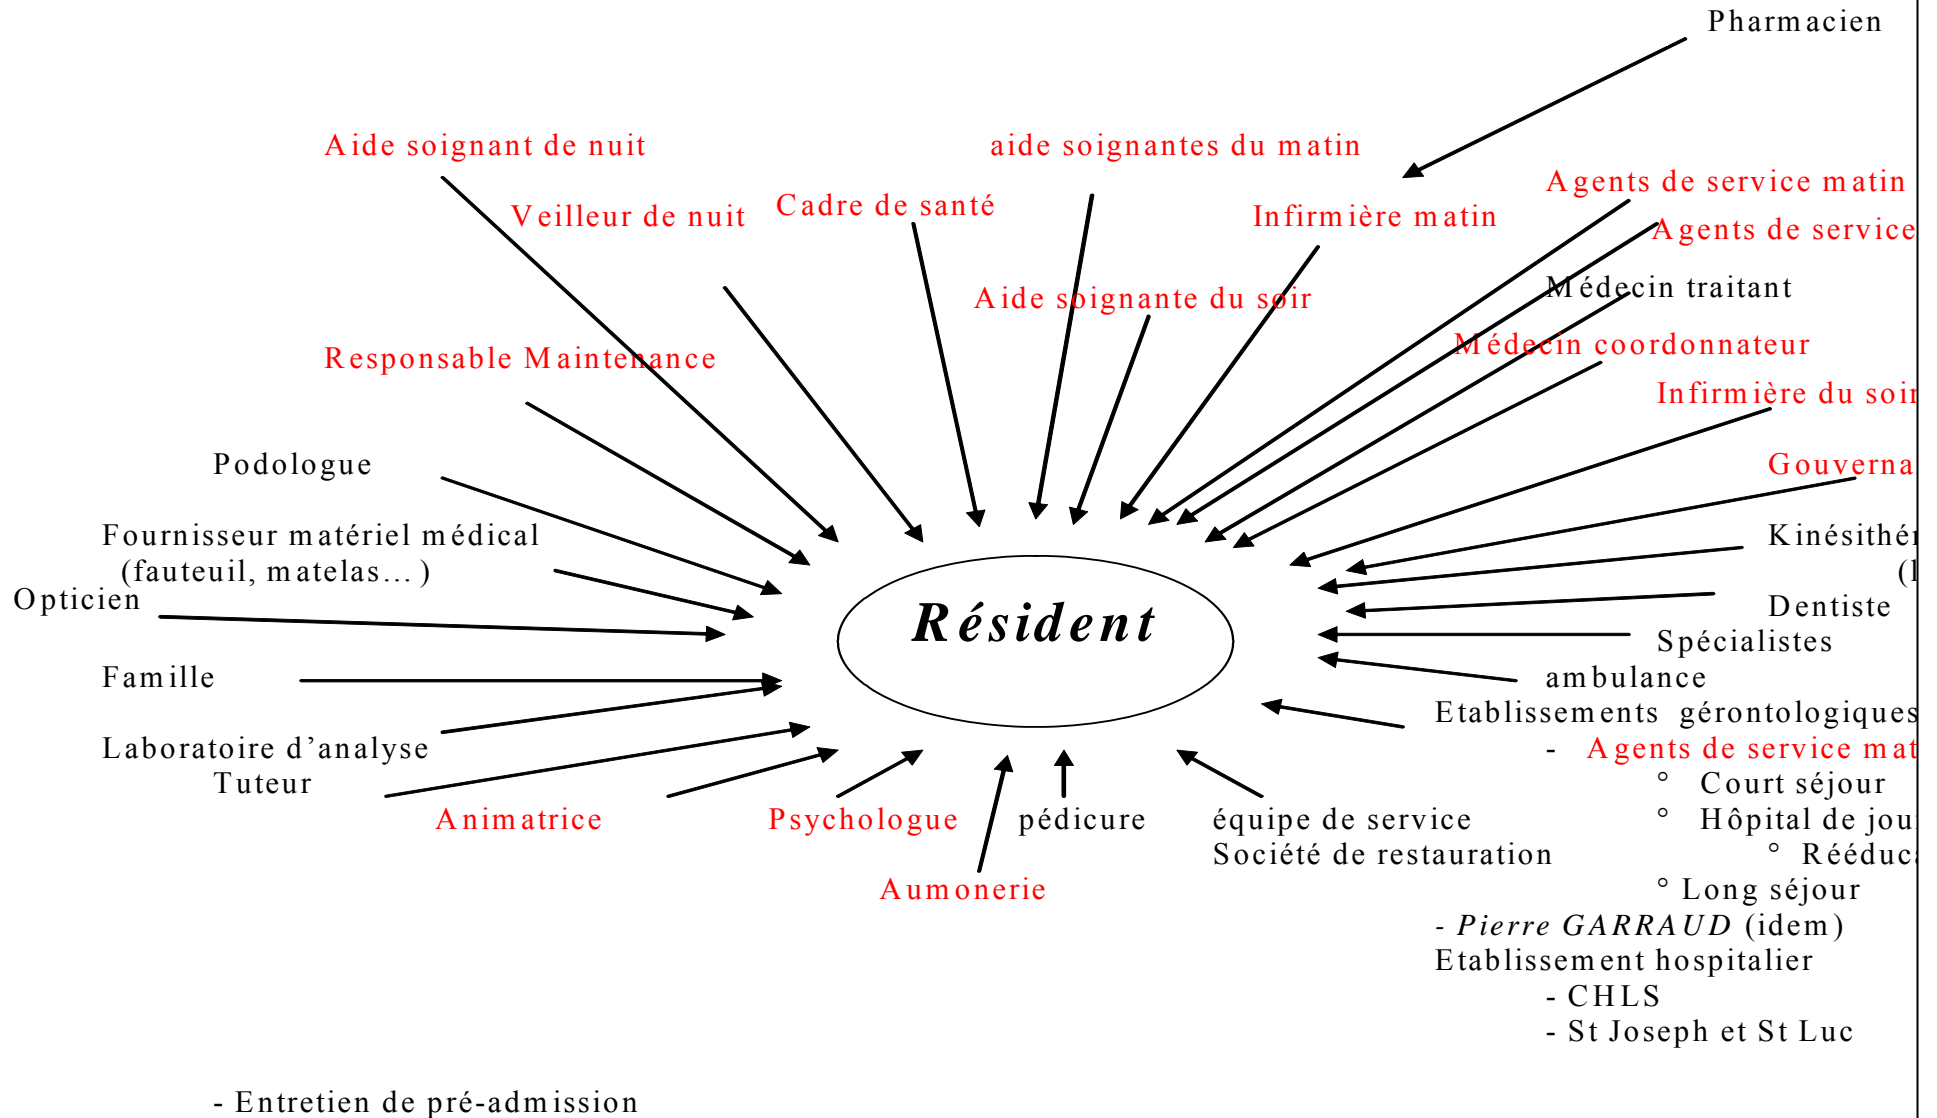 Pharmacien
Aide soignant de nuit
aide soignantes du matin
Agents de service matin
Veilleur de nuit
Cadre de santé
Infirmière matin
Agents de service
Médecin traitant
Aide soignante du soir
Responsable Maintenance
Médecin coordonnateur
Infirmière du soir
Podologue
Fournisseur matériel médical
(fauteuil, matelas…)
Opticien
Dentiste
Résident
Spécialistes
Famille
ambulance
Etablissements gérontologiques
Laboratoire d'analyse
- Agents de service
Tuteur
° Court séjour
Animatrice
Psychologue
pédicure
équipe de service
° Hôpital de
Société de restauration
°
Aumonerie
° Long séjour
- Pierre GARRAUD (idem)
Etablissement hospitalier
- CHLS
- St Joseph et St Luc
- Entretien de pré-admission